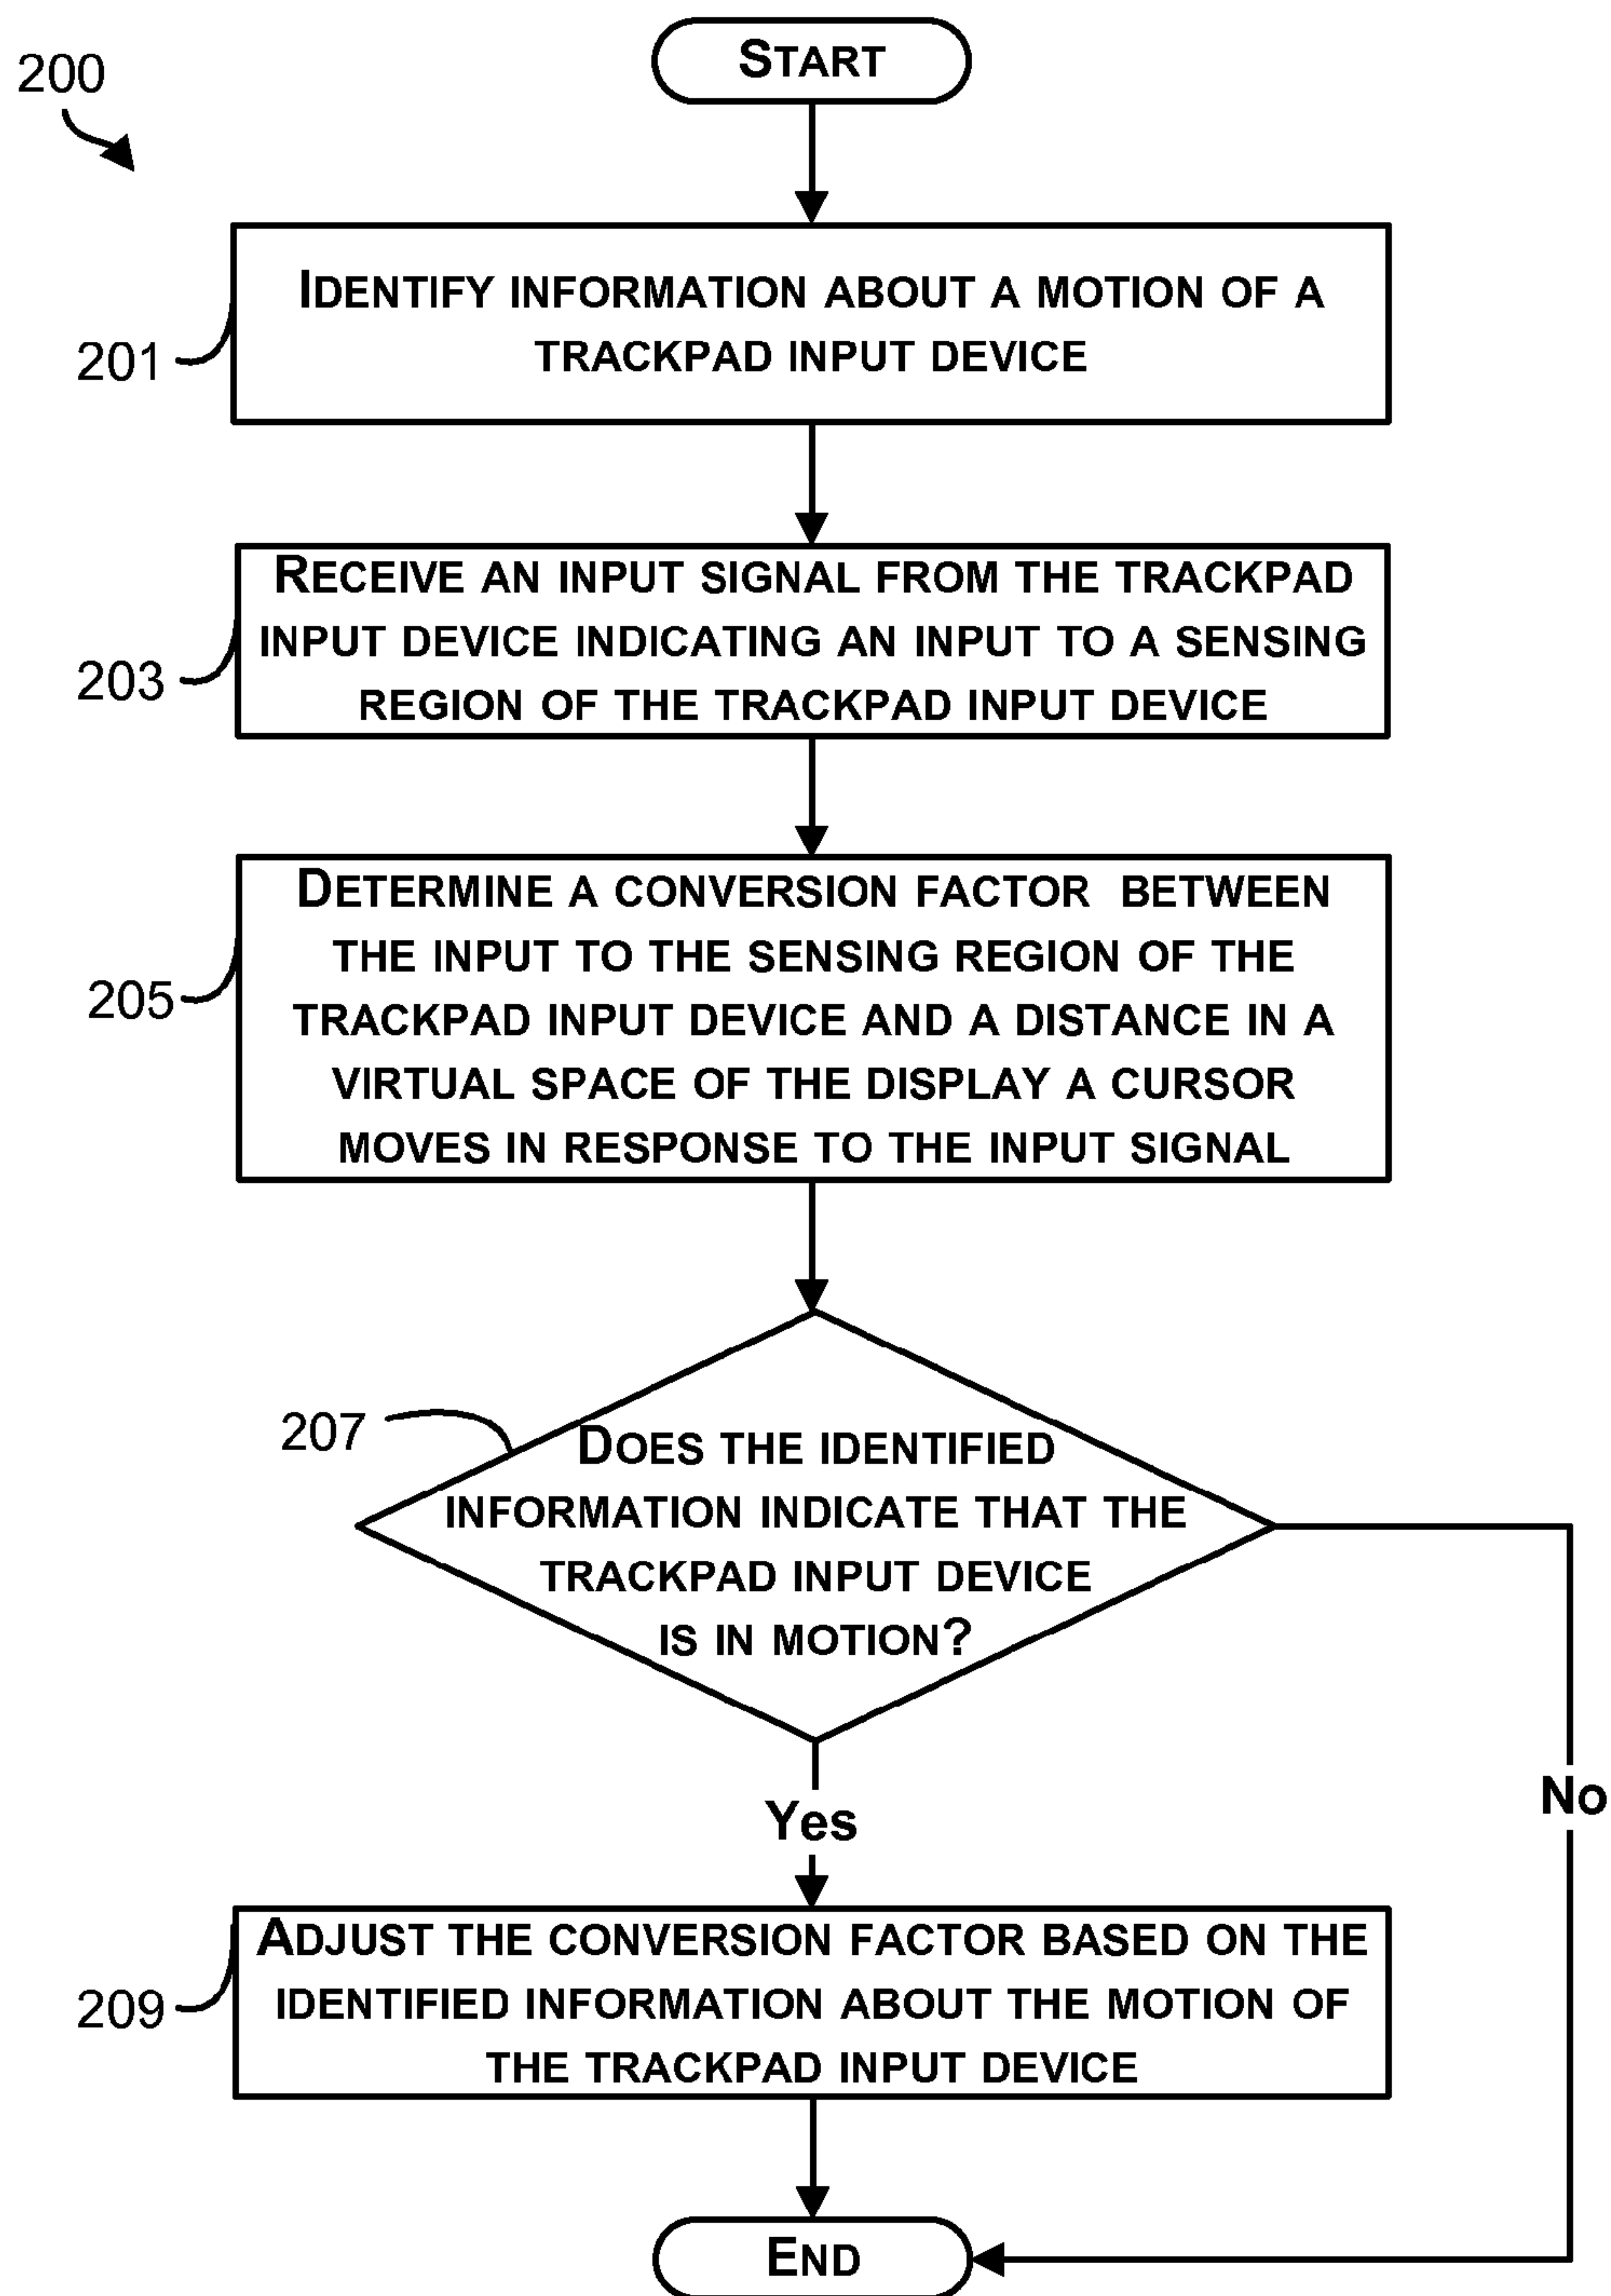 START
200
IDENTIFY INFORMATION ABOUT A MOTION OF A
TRACKPAD INPUT DEVICE
201
RECEIVE AN INPUT SIGNAL FROM THE TRACKPAD
INPUT DEVICE INDICATING AN INPUT TO A SENSING
REGION OF THE TRACKPAD INPUT DEVICE
203
DETERMINE A CONVERSION FACTOR BETWEEN
THE INPUT TO THE SENSING REGION OF THE
TRACKPAD INPUT DEVICE AND A DISTANCE IN A
VIRTUAL SPACE OF THE DISPLAY A CURSOR
MOVES IN RESPONSE TO THE INPUT SIGNAL
205
207
DOES THE IDENTIFIED
INFORMATION INDICATE THAT THE
TRACKPAD INPUT DEVICE
IS IN MOTION?
Yes
No
ADJUST THE CONVERSION FACTOR BASED ON THE
IDENTIFIED INFORMATION ABOUT THE MOTION OF
THE TRACKPAD INPUT DEVICE
209
END